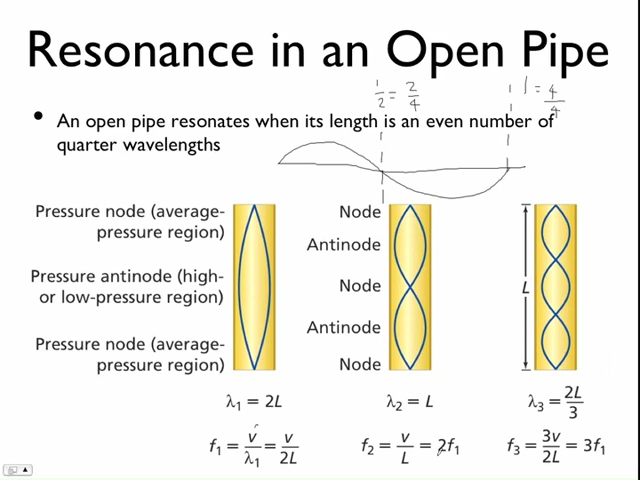 Resonance in an Open Pipe
1/2 = 2/4
1 = 4/4
• An open pipe resonates when its length is an even number of
quarter wavelengths
Pressure node (average-
pressure region)
Pressure antinode (high-
or low-pressure region)
Pressure node (average-
pressure region)
Node
Antinode
Node
Antinode
Node
L
λ₁ = 2L
λ₂ = L
λ₃ = 2L/3
f₁ = v/λ₁ = v/2L
f₂ = v/L = 2f₁
f₃ = 3v/2L = 3f₁